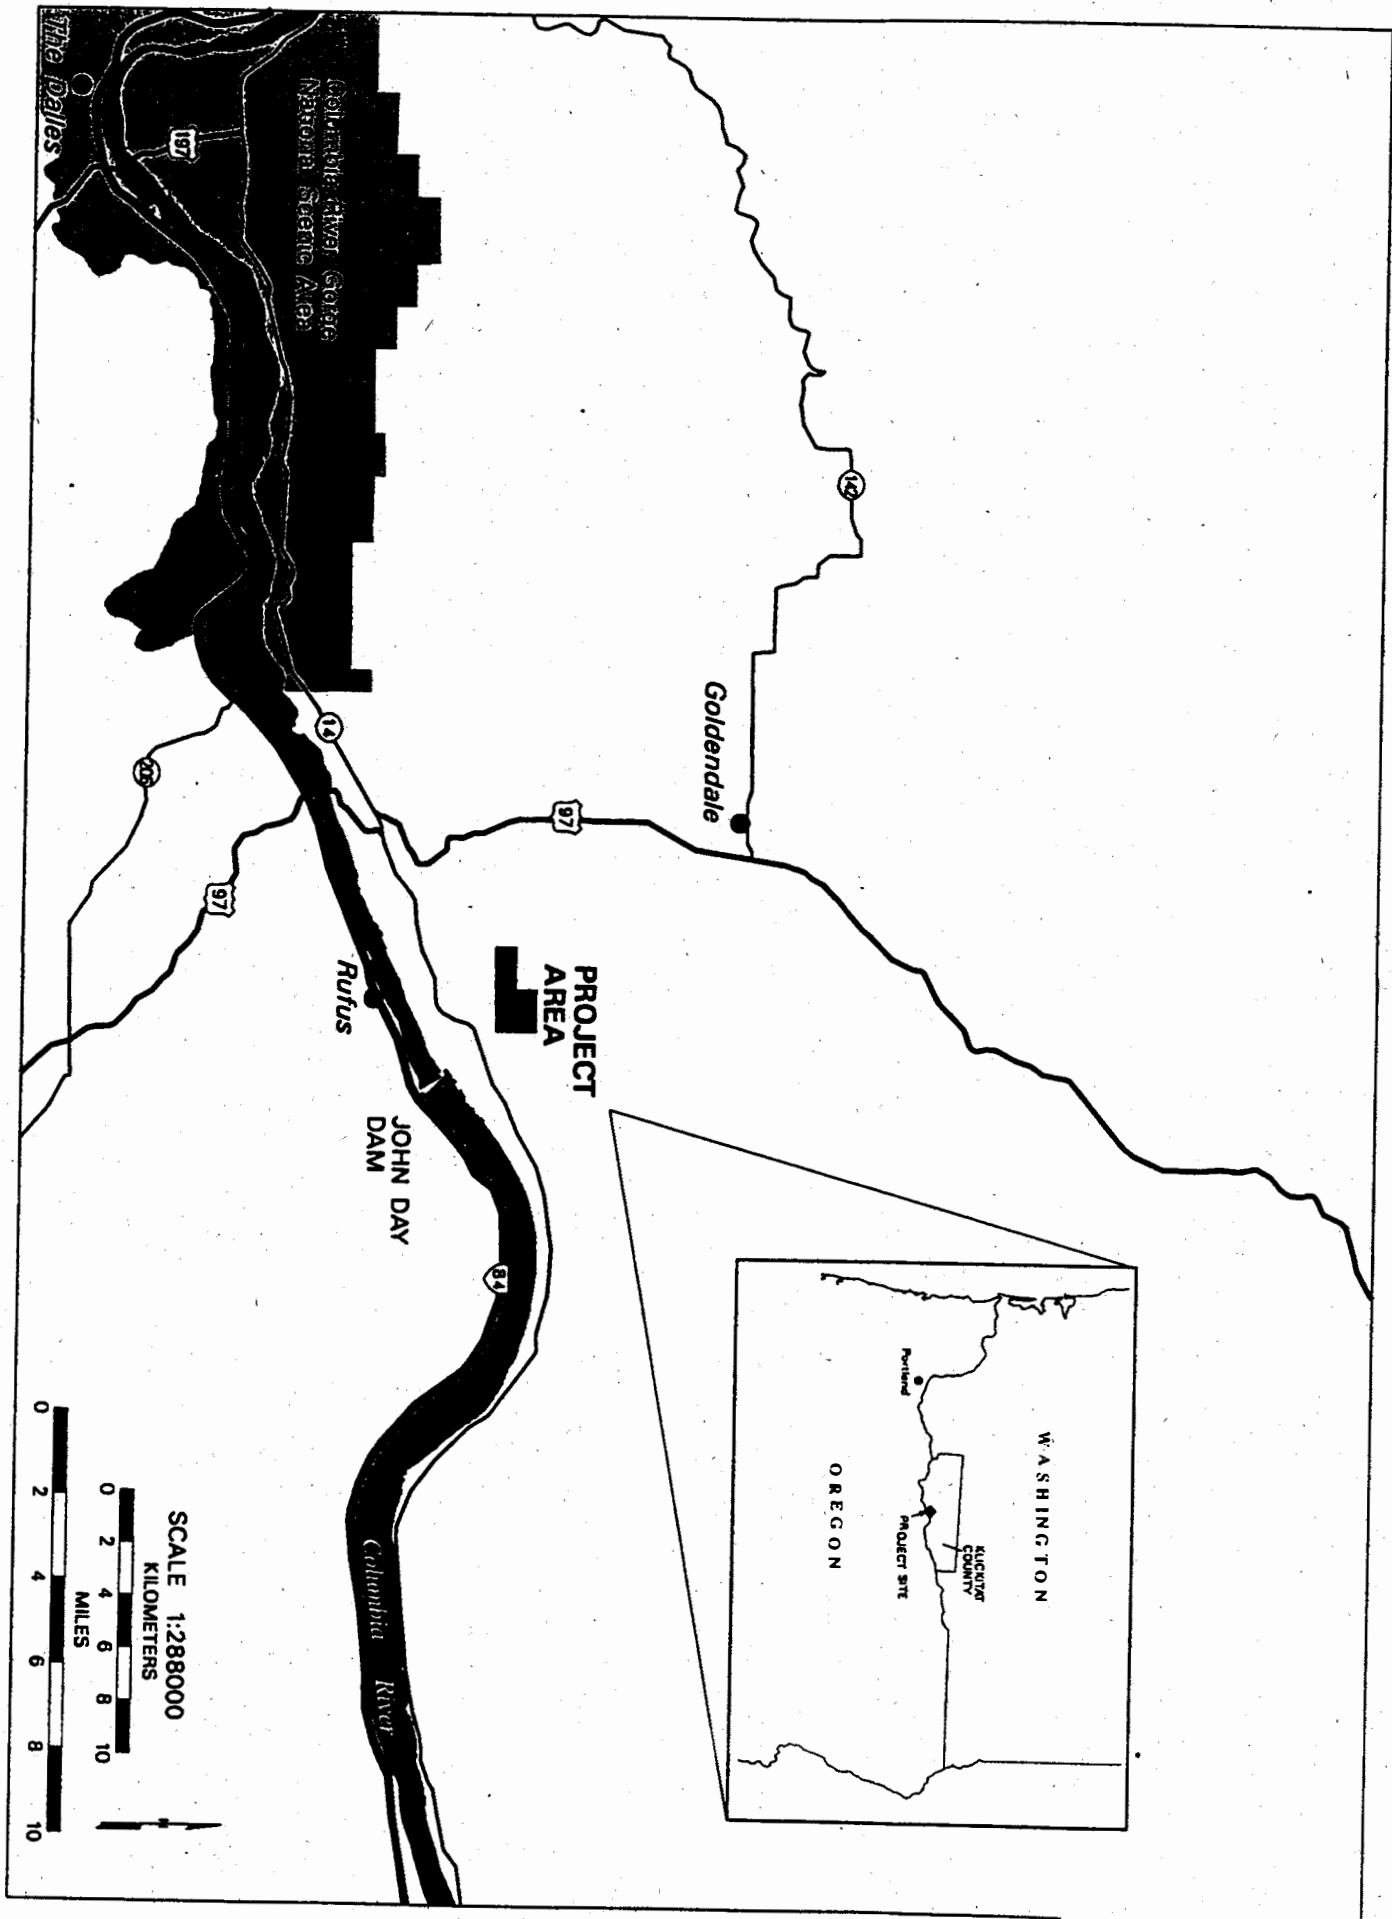 The Dalles
197
Columbia River Gorge
National Scenic Area
142
Goldendale
14
206
97
97
PROJECT
AREA
Rufus
JOHN DAY
DAM
84
Columbia River
WASHINGTON
Portland
KLICKITAT
COUNTY
PROJECT SITE
OREGON
SCALE 1:288000
KILOMETERS
0 2 4 6 8 10
MILES
0 2 4 6 8 10
N